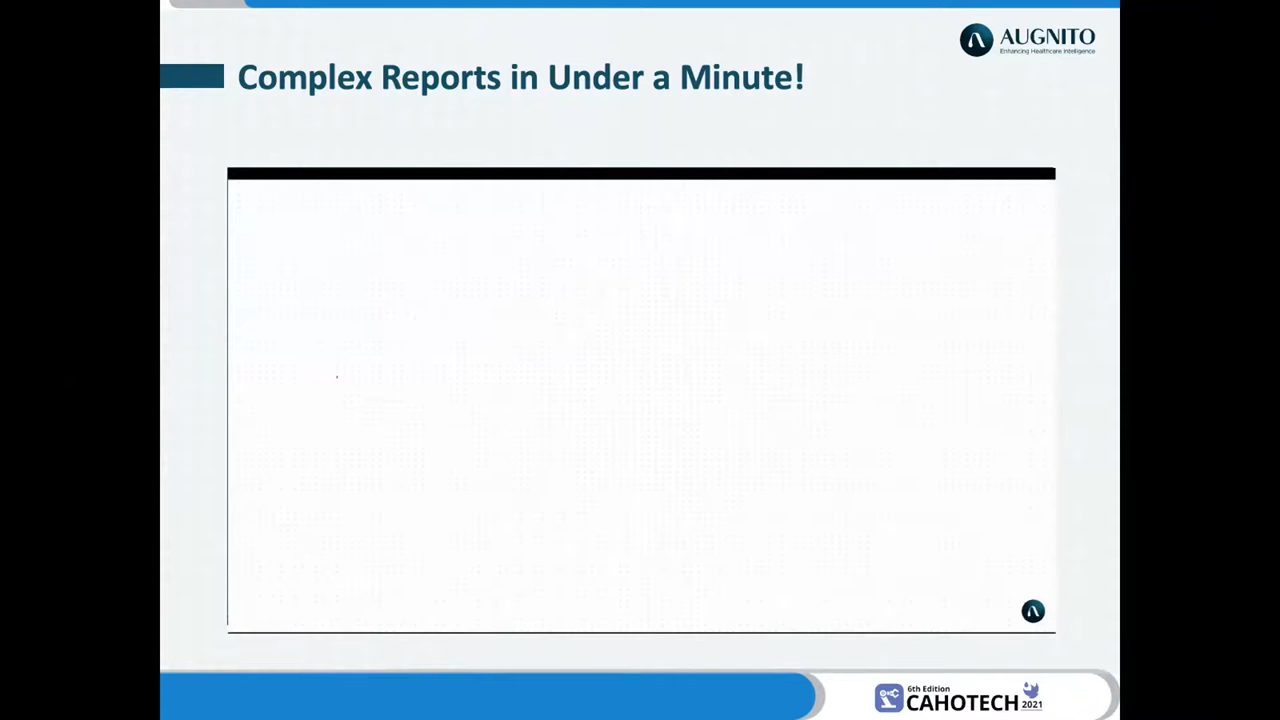 AUGNITO
Enhancing Healthcare Intelligence
Complex Reports in Under a Minute!
6th Edition
CAHOTECH 2021